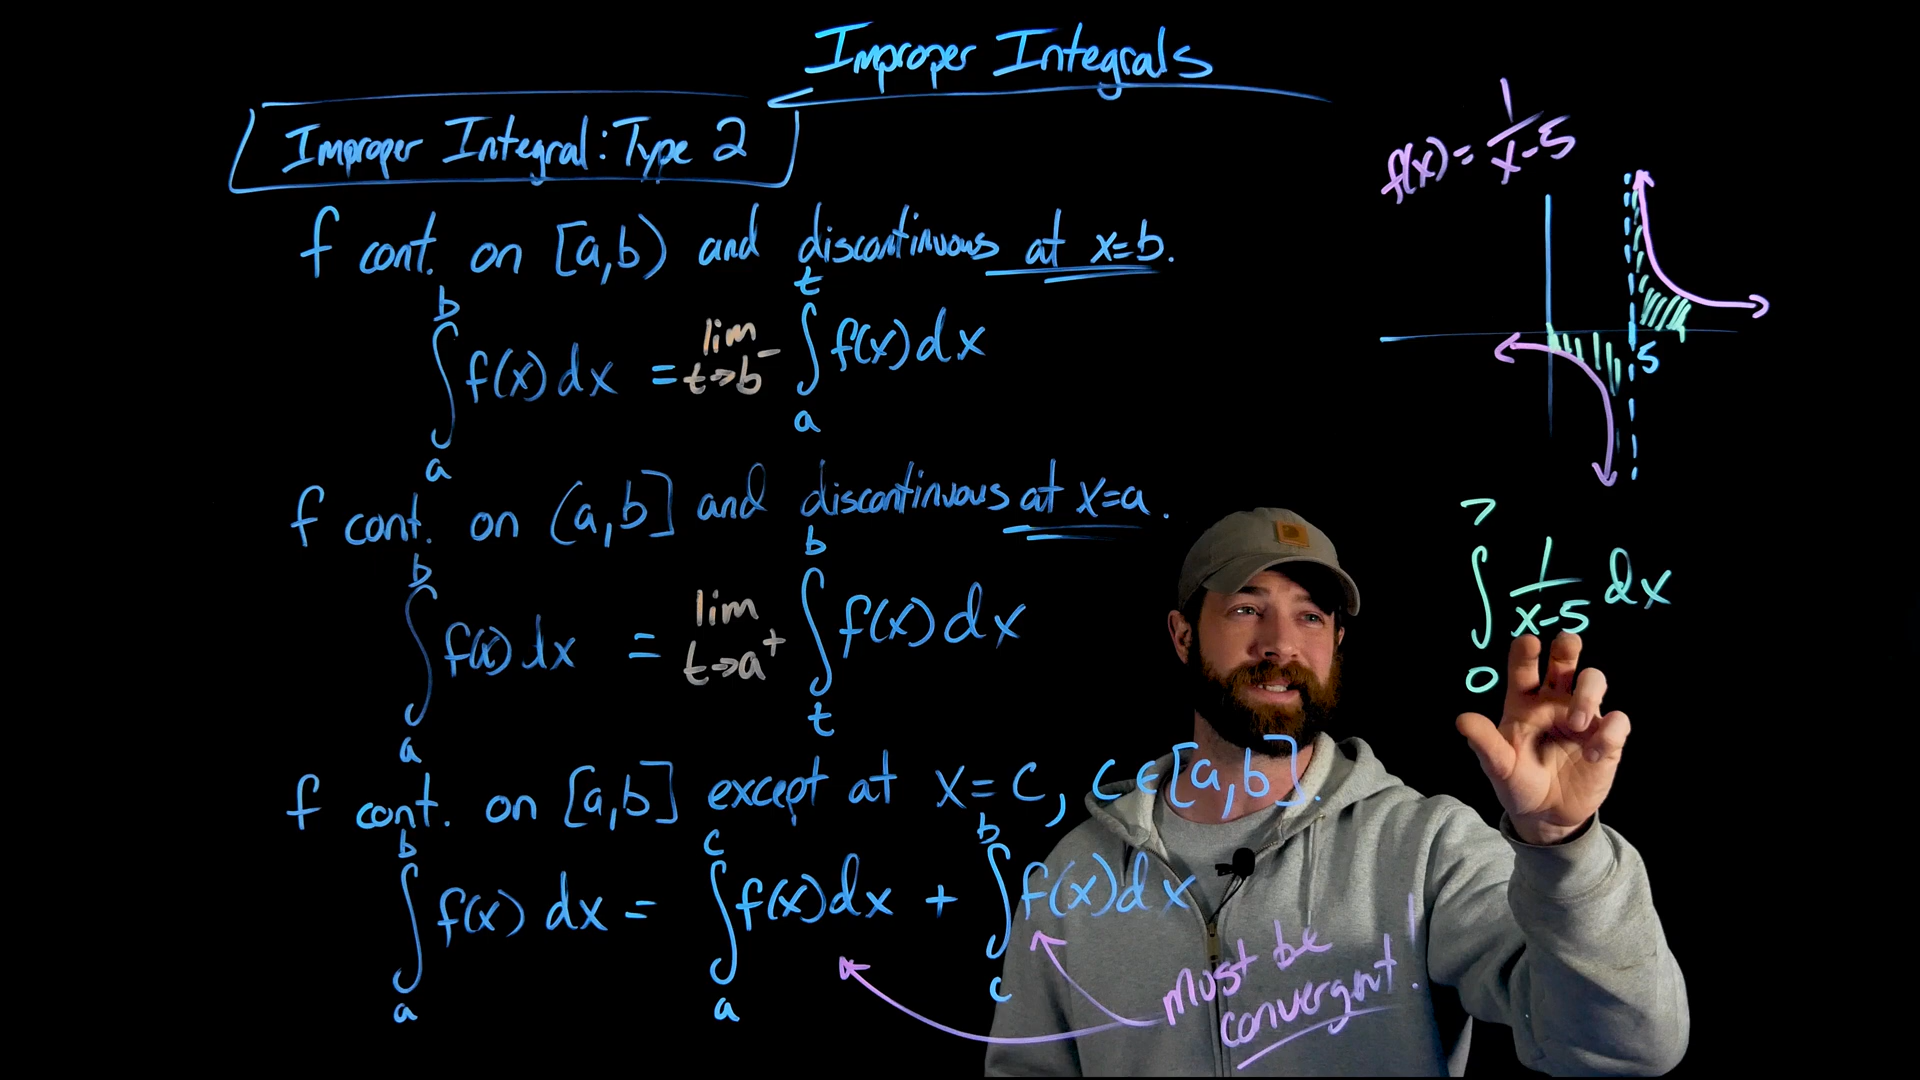 Improper Integrals
Improper Integral: Type 2
f cont. on [a,b) and discontinuous at x=b.
∫_a^b f(x) dx = lim_{t→b⁻} ∫_a^t f(x) dx
f cont. on (a,b] and discontinuous at x=a.
∫_a^b f(x) dx = lim_{t→a⁺} ∫_t^b f(x) dx
f cont. on [a,b] except at x=c, c∈[a,b].
∫_a^b f(x) dx = ∫_a^c f(x) dx + ∫_c^b f(x) dx
must be
convergent!
f(x)= 1/(x-5)
5
∫_0^7 1/(x-5) dx